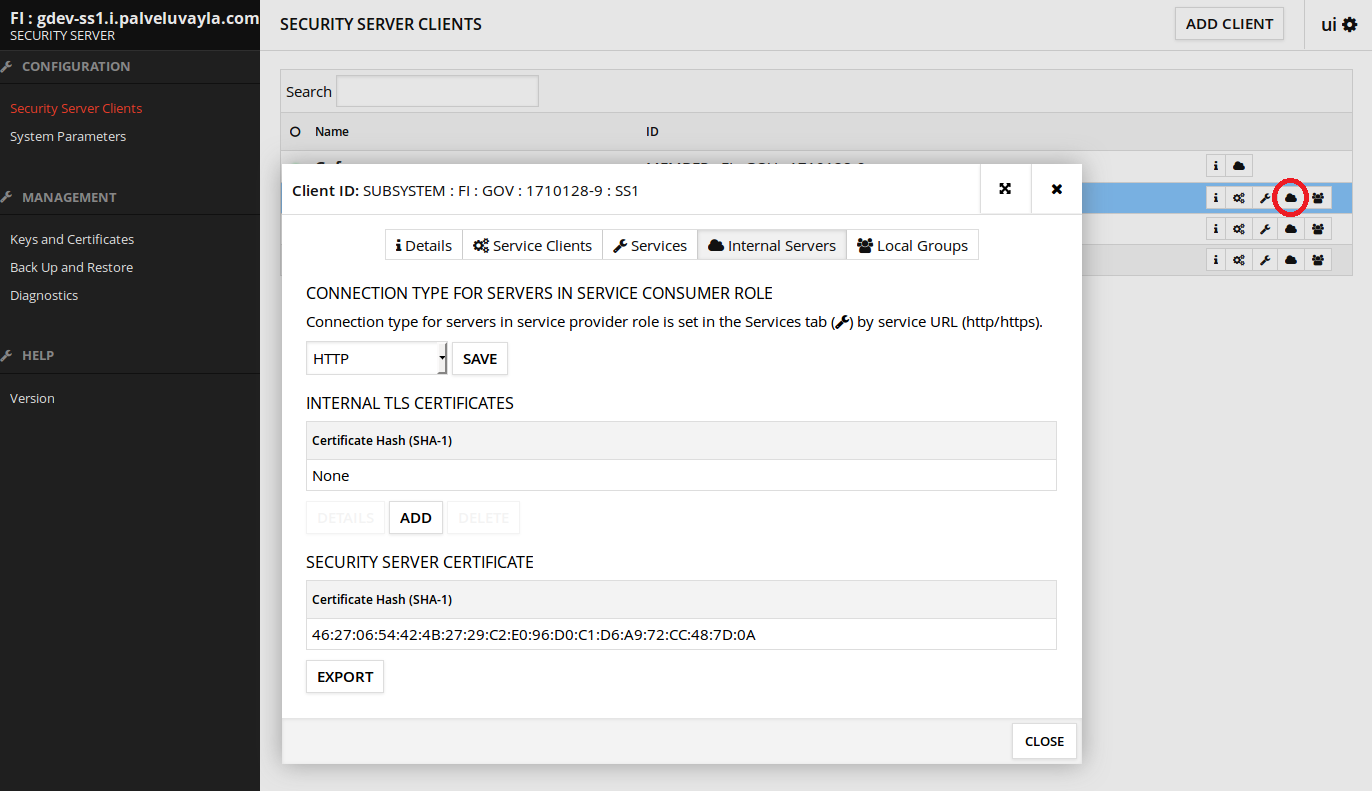 FI : gdev-ss1.i.palveluvayla.com
SECURITY SERVER
CONFIGURATION
Security Server Clients
System Parameters
MANAGEMENT
Keys and Certificates
Back Up and Restore
Diagnostics
HELP
Version
SECURITY SERVER CLIENTS
ADD CLIENT
ui
Search
Name ID
Client ID: SUBSYSTEM : FI : GOV : 1710128-9 : SS1
Details Service Clients Services Internal Servers Local Groups
CONNECTION TYPE FOR SERVERS IN SERVICE CONSUMER ROLE
Connection type for servers in service provider role is set in the Services tab () by service URL (http/https).
HTTP SAVE
INTERNAL TLS CERTIFICATES
Certificate Hash (SHA-1)
None
DETAILS ADD DELETE
SECURITY SERVER CERTIFICATE
Certificate Hash (SHA-1)
46:27:06:54:42:4B:27:29:C2:E0:96:D0:C1:D6:A9:72:CC:48:7D:0A
EXPORT
CLOSE